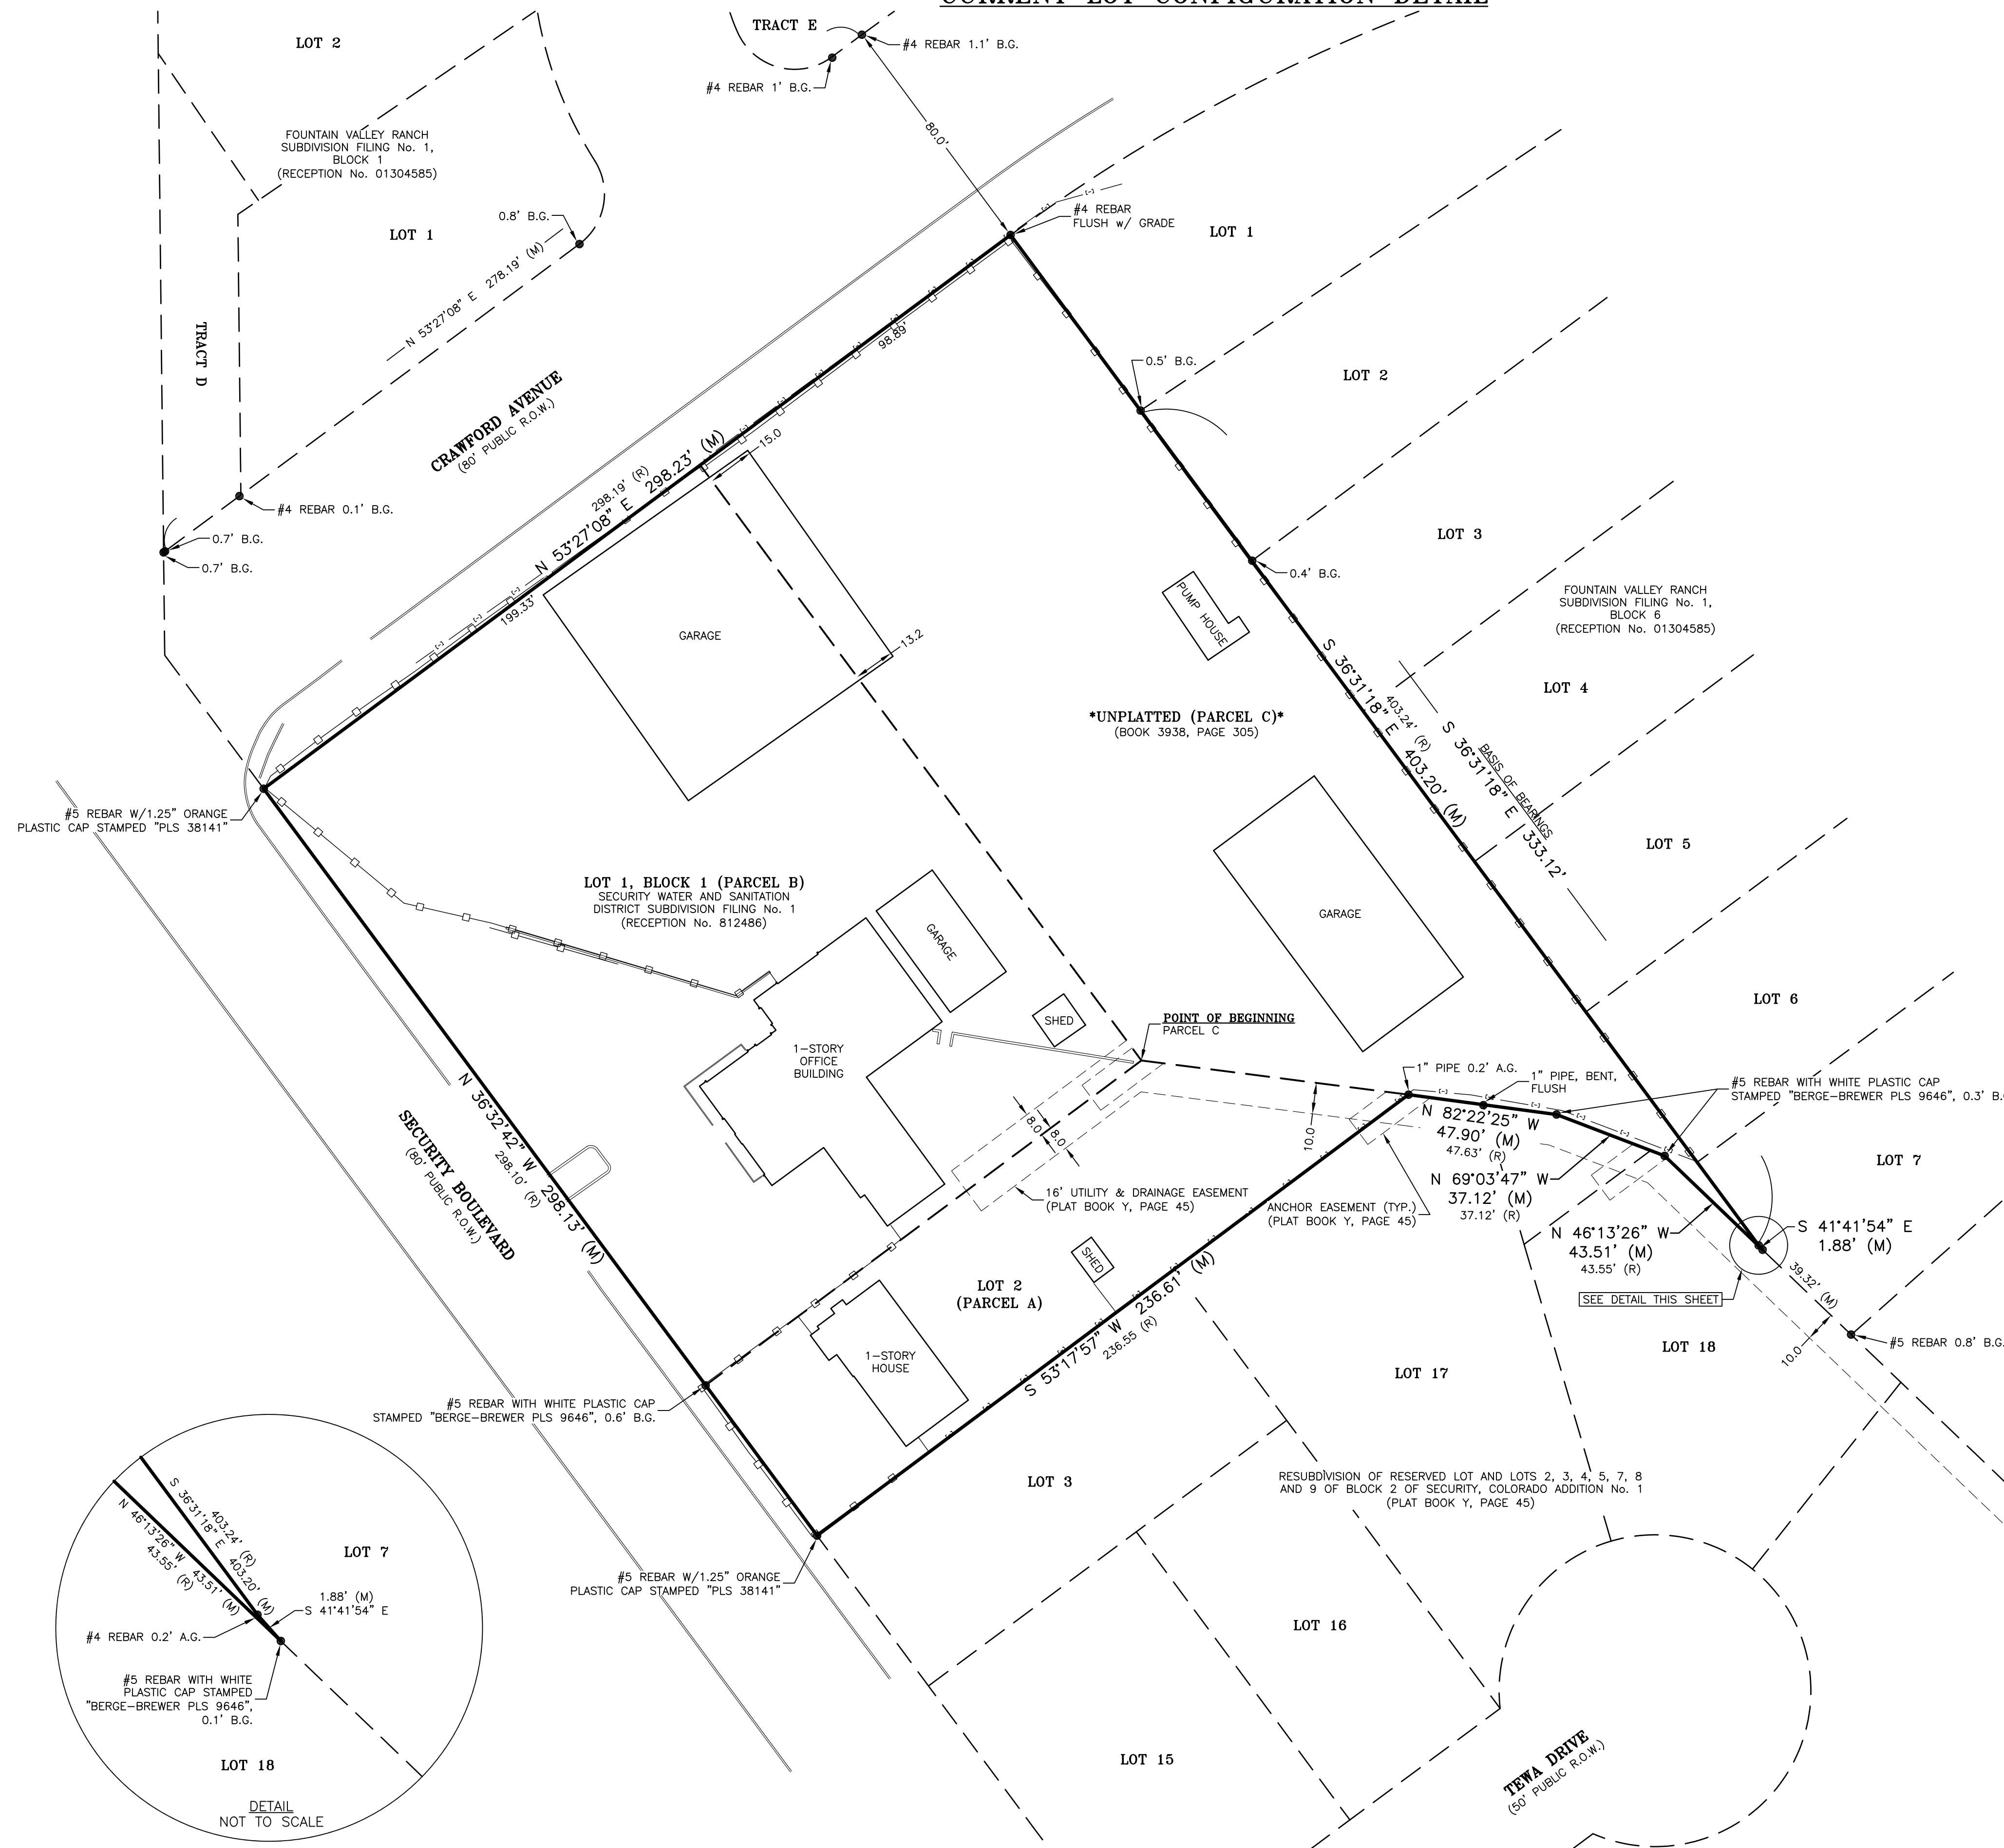 CURRENT LOT CONFIGURATION DETAIL
LOT 2
TRACT E
#4 REBAR 1.1' B.G.
#4 REBAR 1' B.G.
80.0'
FOUNTAIN VALLEY RANCH
SUBDIVISION FILING No. 1,
BLOCK 1
(RECEPTION No. 01304585)
0.8' B.G.
LOT 1
N 53°27'08" E 278.19' (M)
TRACT D
#4 REBAR
FLUSH w/ GRADE
LOT 1
98.89'
CRAWFORD AVENUE
(80' PUBLIC R.O.W.)
0.5' B.G.
LOT 2
15.0
298.19' (R)
N 53°27'08" E 298.23' (M)
199.33'
#4 REBAR 0.1' B.G.
0.7' B.G.
0.7' B.G.
LOT 3
0.4' B.G.
FOUNTAIN VALLEY RANCH
SUBDIVISION FILING No. 1,
BLOCK 6
(RECEPTION No. 01304585)
PUMP HOUSE
GARAGE
13.2
S 36°31'18" E 403.20' (M)
403.24' (R)
LOT 4
*UNPLATTED (PARCEL C)*
(BOOK 3938, PAGE 305)
BASIS OF BEARINGS
S 36°31'18" E 333.12'
#5 REBAR W/1.25" ORANGE
PLASTIC CAP STAMPED "PLS 38141"
LOT 5
LOT 1, BLOCK 1 (PARCEL B)
SECURITY WATER AND SANITATION
DISTRICT SUBDIVISION FILING No. 1
(RECEPTION No. 812486)
GARAGE
GARAGE
LOT 6
SHED
POINT OF BEGINNING
PARCEL C
1-STORY
OFFICE
BUILDING
1" PIPE 0.2' A.G.
1" PIPE, BENT,
FLUSH
#5 REBAR WITH WHITE PLASTIC CAP
STAMPED "BERGE-BREWER PLS 9646", 0.3' B.G.
N 36°32'42" W 298.13' (M)
298.10' (R)
SECURITY BOULEVARD
(80' PUBLIC R.O.W.)
8.0
8.0
10.0
N 82°22'25" W
47.90' (M)
47.63' (R)
LOT 7
N 69°03'47" W
37.12' (M)
37.12' (R)
16' UTILITY & DRAINAGE EASEMENT
(PLAT BOOK Y, PAGE 45)
ANCHOR EASEMENT (TYP.)
(PLAT BOOK Y, PAGE 45)
N 46°13'26" W
43.51' (M)
43.55' (R)
S 41°41'54" E
1.88' (M)
39.32' (M)
SEE DETAIL THIS SHEET
SHED
LOT 2
(PARCEL A)
S 53°17'57" W 236.61' (M)
236.55 (R)
LOT 18
10.0
#5 REBAR 0.8' B.G.
1-STORY
HOUSE
LOT 17
#5 REBAR WITH WHITE PLASTIC CAP
STAMPED "BERGE-BREWER PLS 9646", 0.6' B.G.
LOT 3
RESUBDIVISION OF RESERVED LOT AND LOTS 2, 3, 4, 5, 7, 8
AND 9 OF BLOCK 2 OF SECURITY, COLORADO ADDITION No. 1
(PLAT BOOK Y, PAGE 45)
#5 REBAR W/1.25" ORANGE
PLASTIC CAP STAMPED "PLS 38141"
LOT 16
LOT 15
TEWA DRIVE
(50' PUBLIC R.O.W.)
403.24' (R)
S 36°31'18" E 403.20' (M)
N 46°13'26" W 43.51' (M)
43.55' (R)
LOT 7
1.88' (M)
S 41°41'54" E
#4 REBAR 0.2' A.G.
#5 REBAR WITH WHITE
PLASTIC CAP STAMPED
"BERGE-BREWER PLS 9646",
0.1' B.G.
LOT 18
DETAIL
NOT TO SCALE